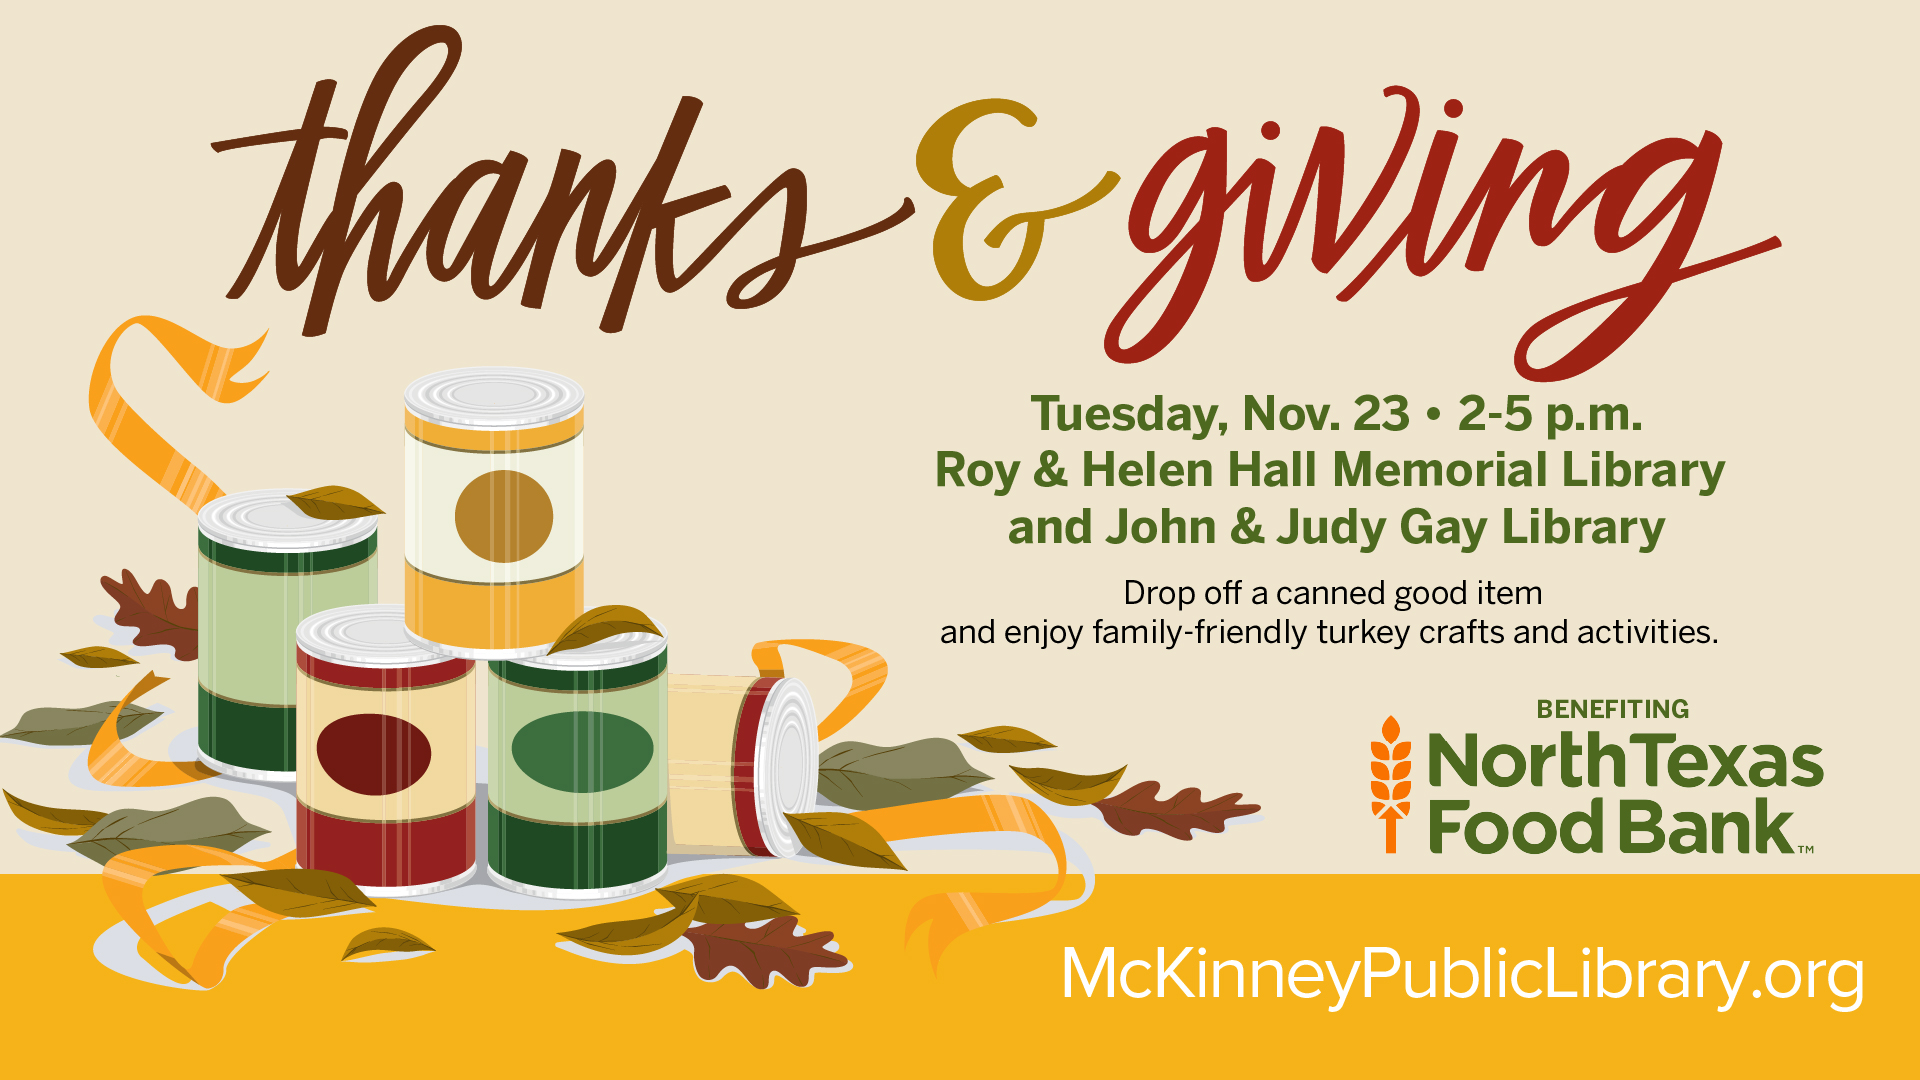 thanks & giving
Tuesday, Nov. 23 • 2-5 p.m.
Roy & Helen Hall Memorial Library
and John & Judy Gay Library
Drop off a canned good item
and enjoy family-friendly turkey crafts and activities.
BENEFITING
North Texas
Food Bank™
McKinneyPublicLibrary.org